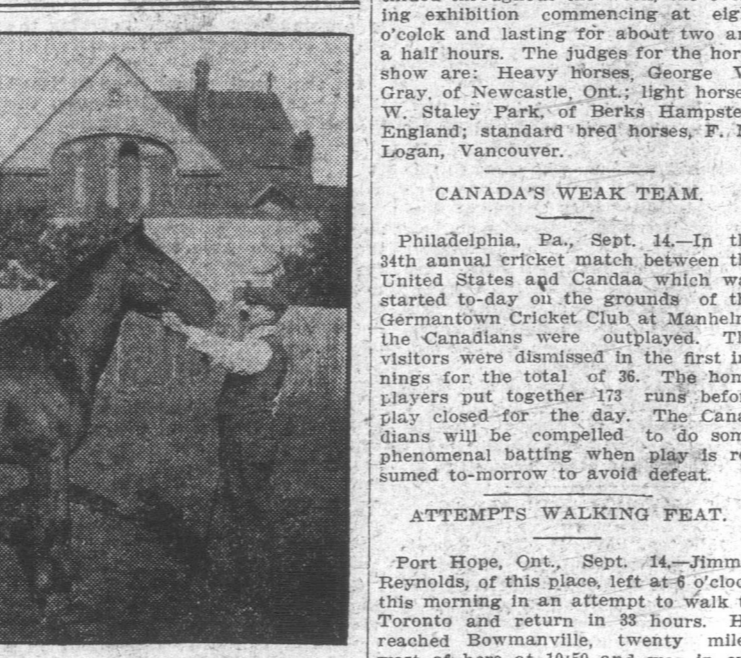 ing exhibition commencing at eig
o'colck and lasting for about two a
a half hours. The judges for the hor
show are: Heavy horses, George
Gray, of Newcastle, Ont.; light horse
W. Staley Park, of Berks Hampste
England; standard bred horses, F.
Logan, Vancouver.
CANADA'S WEAK TEAM.
Philadelphia, Pa., Sept. 14.—In th
34th annual cricket match between th
United States and Candaa which wa
started to-day on the grounds of th
Germantown Cricket Club at Manheim
the Canadians were outplayed. Th
visitors were dismissed in the first in
nings for the total of 36. The hom
players put together 173 runs befor
play closed for the day. The Cana
dians will be compelled to do som
phenomenal batting when play is re
sumed to-morrow to avoid defeat.
ATTEMPTS WALKING FEAT.
Port Hope, Ont., Sept. 14.—Jimm
Reynolds, of this place, left at 6 o'cloc
this morning in an attempt to walk t
Toronto and return in 33 hours. H
reached Bowmanville, twenty mile